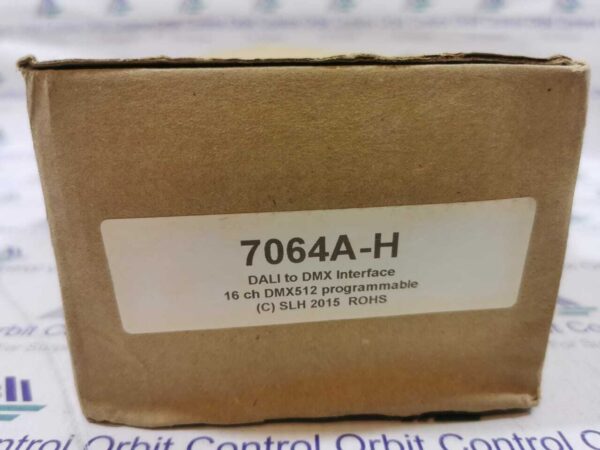 7064A-H
DALI to DMX Interface
16 ch DMX512 programmable
(C) SLH 2015 ROHS
Control Orbit Control Orbit Control